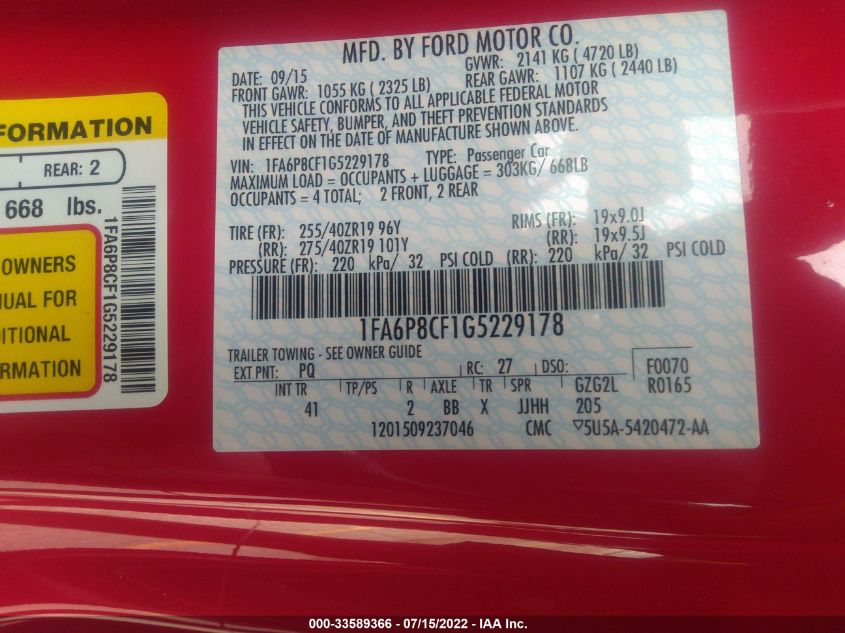 FORMATION
REAR: 2
668 lbs.
OWNERS
NUAL FOR
DITIONAL
RMATION
1FA6P8CF1G5229178
MFD. BY FORD MOTOR CO.
DATE: 09/15 GVWR: 2141 KG ( 4720 LB)
FRONT GAWR: 1055 KG ( 2325 LB) REAR GAWR: 1107 KG ( 2440 LB)
THIS VEHICLE CONFORMS TO ALL APPLICABLE FEDERAL MOTOR
VEHICLE SAFETY, BUMPER, AND THEFT PREVENTION STANDARDS
IN EFFECT ON THE DATE OF MANUFACTURE SHOWN ABOVE.
VIN: 1FA6P8CF1G5229178 TYPE: Passenger Car
MAXIMUM LOAD = OCCUPANTS + LUGGAGE = 303KG/ 668LB
OCCUPANTS = 4 TOTAL; 2 FRONT, 2 REAR
TIRE (FR): 255/40ZR19 96Y RIMS (FR): 19x9.0J
(RR): 275/40ZR19 101Y (RR): 19x9.5J
PRESSURE (FR): 220 kPa/ 32 PSI COLD (RR): 220 kPa/ 32 PSI COLD
1FA6P8CF1G5229178
TRAILER TOWING - SEE OWNER GUIDE
EXT PNT: PQ RC: 27 DSO: F0070
INT TR TP/PS R AXLE TR SPR GZG2L R0165
41 2 BB X JJHH 205
1201509237046 CMC ▽5U5A-5420472-AA
000-33589366 - 07/15/2022 - IAA Inc.